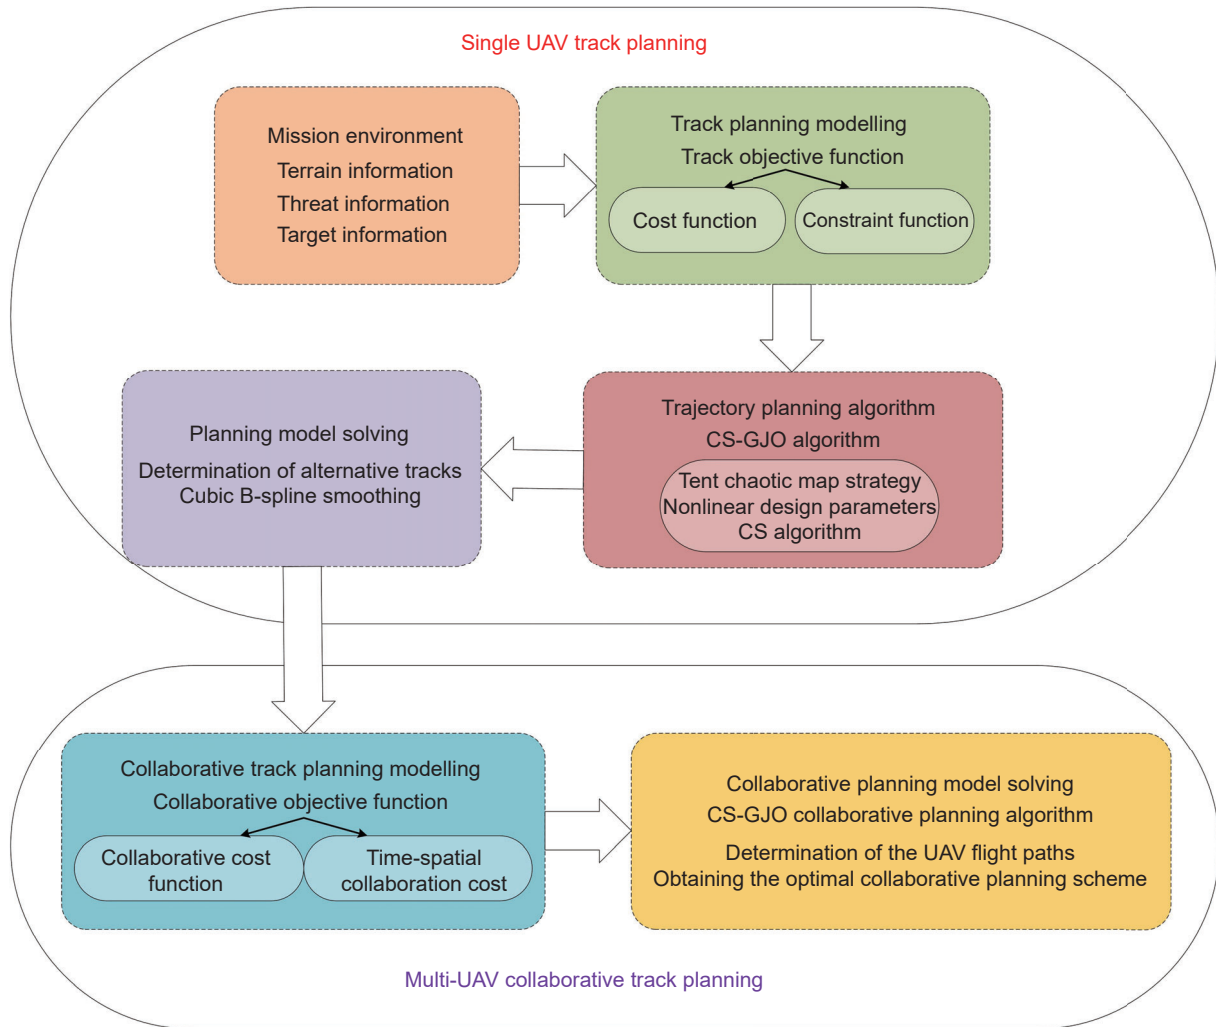 Single UAV track planning
Mission environment
Terrain information
Threat information
Target information
Track planning modelling
Track objective function
Cost function
Constraint function
Trajectory planning algorithm
CS-GJO algorithm
Tent chaotic map strategy
Nonlinear design parameters
CS algorithm
Planning model solving
Determination of alternative tracks
Cubic B-spline smoothing
Collaborative track planning modelling
Collaborative objective function
Collaborative cost
function
Time-spatial
collaboration cost
Collaborative planning model solving
CS-GJO collaborative planning algorithm
Determination of the UAV flight paths
Obtaining the optimal collaborative planning scheme
Multi-UAV collaborative track planning